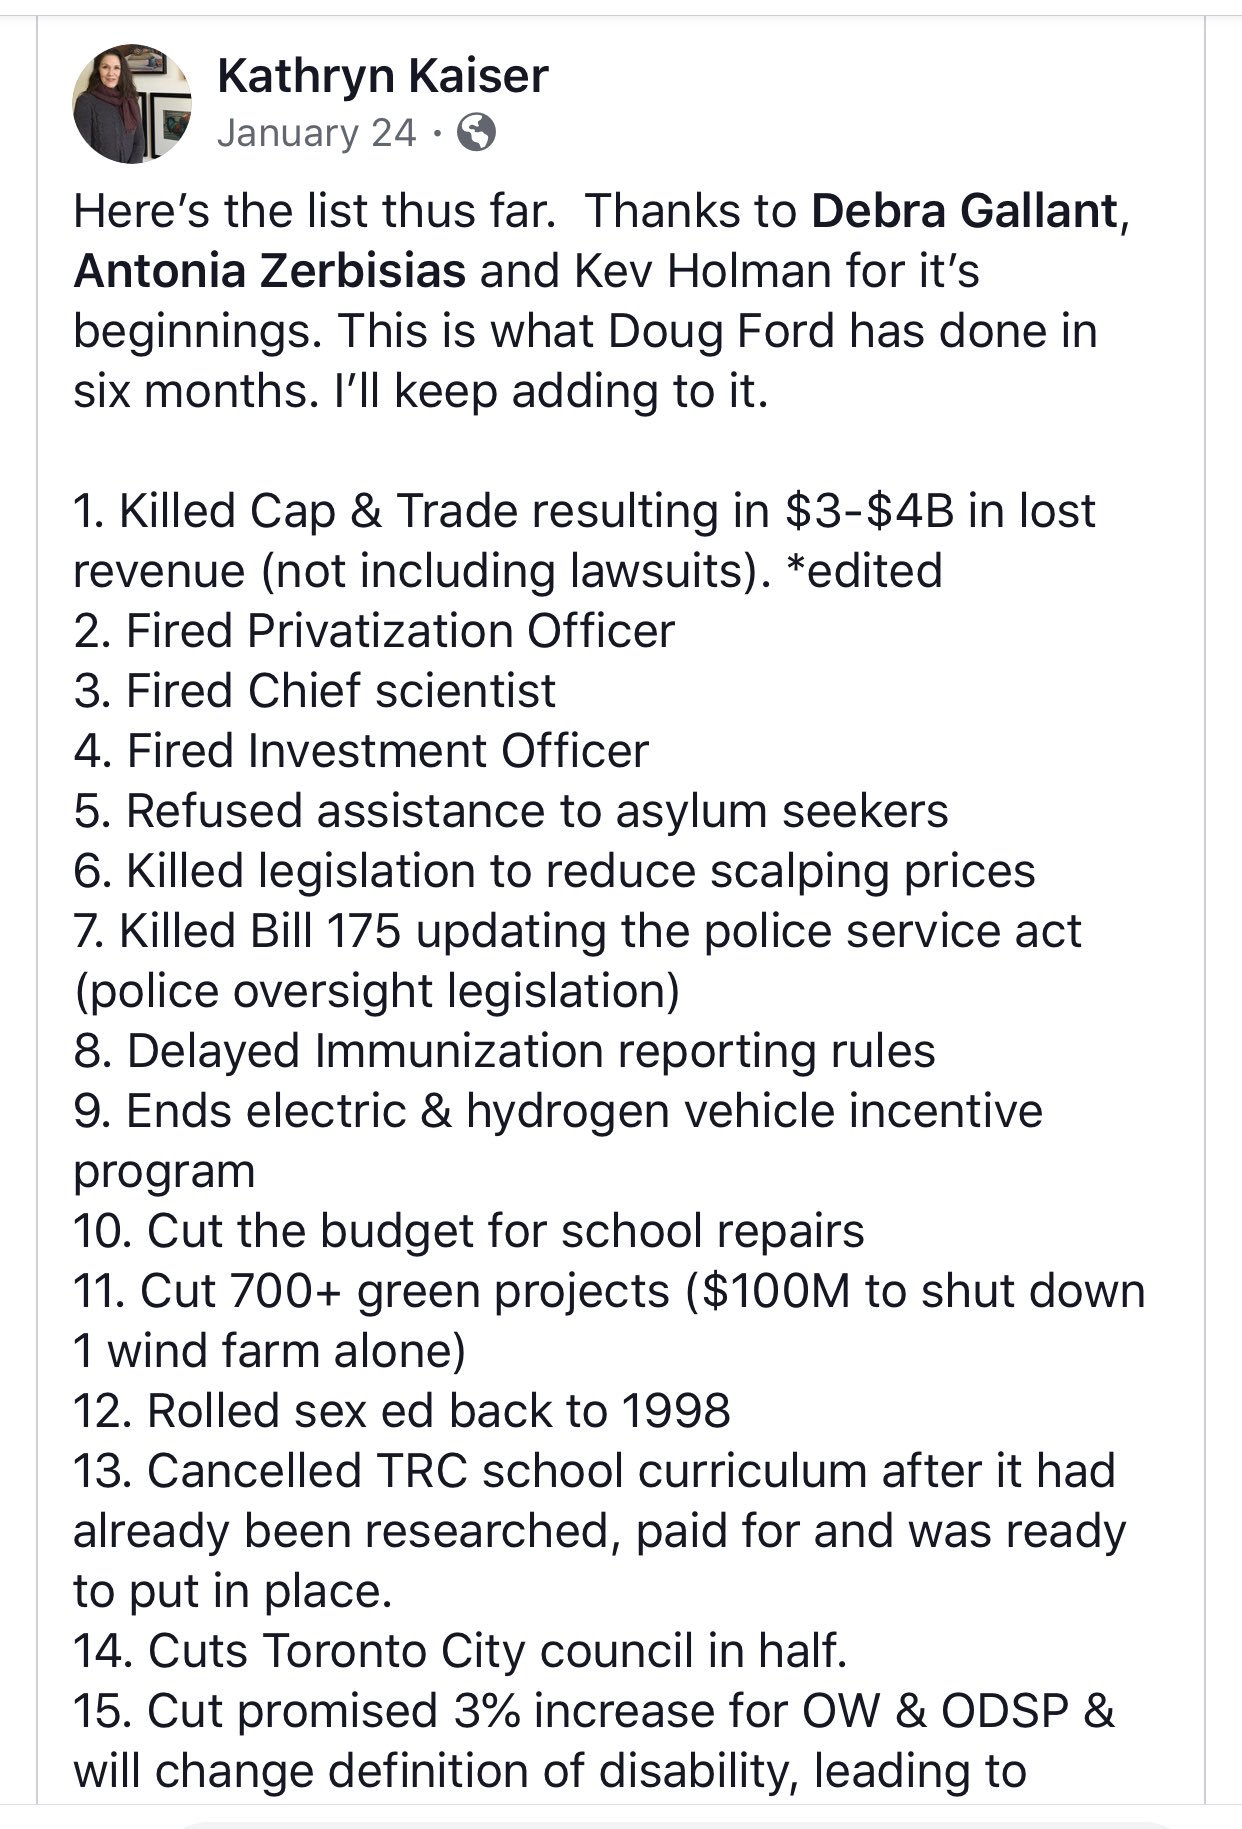 Kathryn Kaiser
January 24 ·
Here’s the list thus far.  Thanks to Debra Gallant,
Antonia Zerbisias and Kev Holman for it’s
beginnings. This is what Doug Ford has done in
six months. I’ll keep adding to it.
1. Killed Cap & Trade resulting in $3-$4B in lost
revenue (not including lawsuits). *edited
2. Fired Privatization Officer
3. Fired Chief scientist
4. Fired Investment Officer
5. Refused assistance to asylum seekers
6. Killed legislation to reduce scalping prices
7. Killed Bill 175 updating the police service act
(police oversight legislation)
8. Delayed Immunization reporting rules
9. Ends electric & hydrogen vehicle incentive
program
10. Cut the budget for school repairs
11. Cut 700+ green projects ($100M to shut down
1 wind farm alone)
12. Rolled sex ed back to 1998
13. Cancelled TRC school curriculum after it had
already been researched, paid for and was ready
to put in place.
14. Cuts Toronto City council in half.
15. Cut promised 3% increase for OW & ODSP &
will change definition of disability, leading to